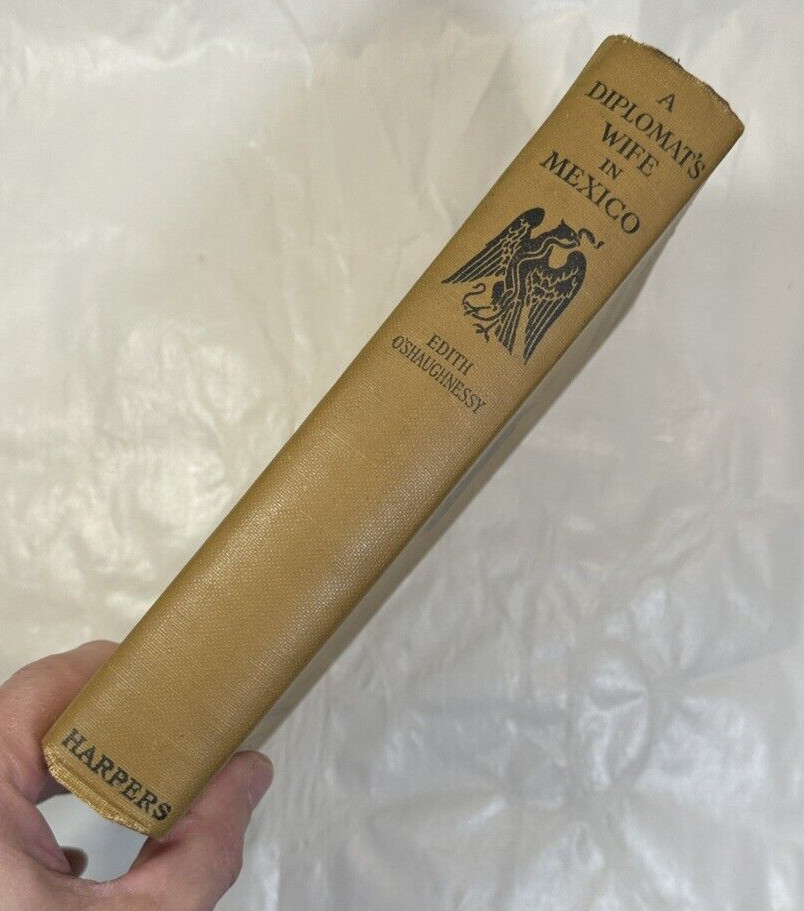 A
DIPLOMAT'S
WIFE
IN
MEXICO
EDITH
O'SHAUGHNESSY
HARPERS